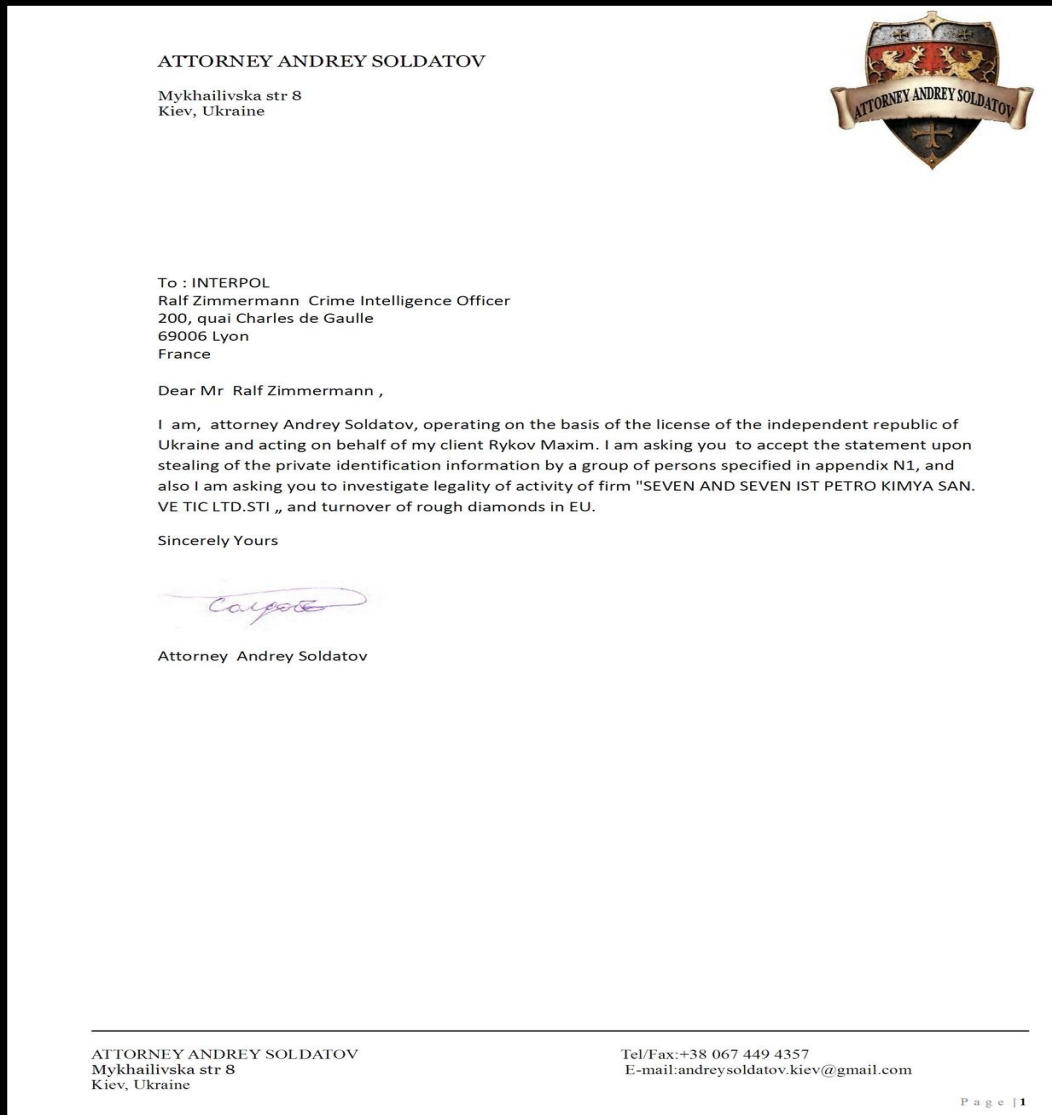 ATTORNEY ANDREY SOLDATOV
Mykhailivska str 8
Kiev, Ukraine
ATTORNEY ANDREY SOLDATOV
To : INTERPOL
Ralf Zimmermann  Crime Intelligence Officer
200, quai Charles de Gaulle
69006 Lyon
France
Dear Mr  Ralf Zimmermann ,
I  am,  attorney Andrey Soldatov, operating on the basis of the license of the independent republic of
Ukraine and acting on behalf of my client Rykov Maxim. I am asking you  to accept the statement upon
stealing of the private identification information by a group of persons specified in appendix N1, and
also I am asking you to investigate legality of activity of firm "SEVEN AND SEVEN IST PETRO KIMYA SAN.
VE TIC LTD.STI „ and turnover of rough diamonds in EU.
Sincerely Yours
Attorney  Andrey Soldatov
ATTORNEY ANDREY SOLDATOV
Mykhailivska str 8
Kiev, Ukraine
Tel/Fax:+38 067 449 4357
E-mail:andreysoldatov.kiev@gmail.com
Page |1